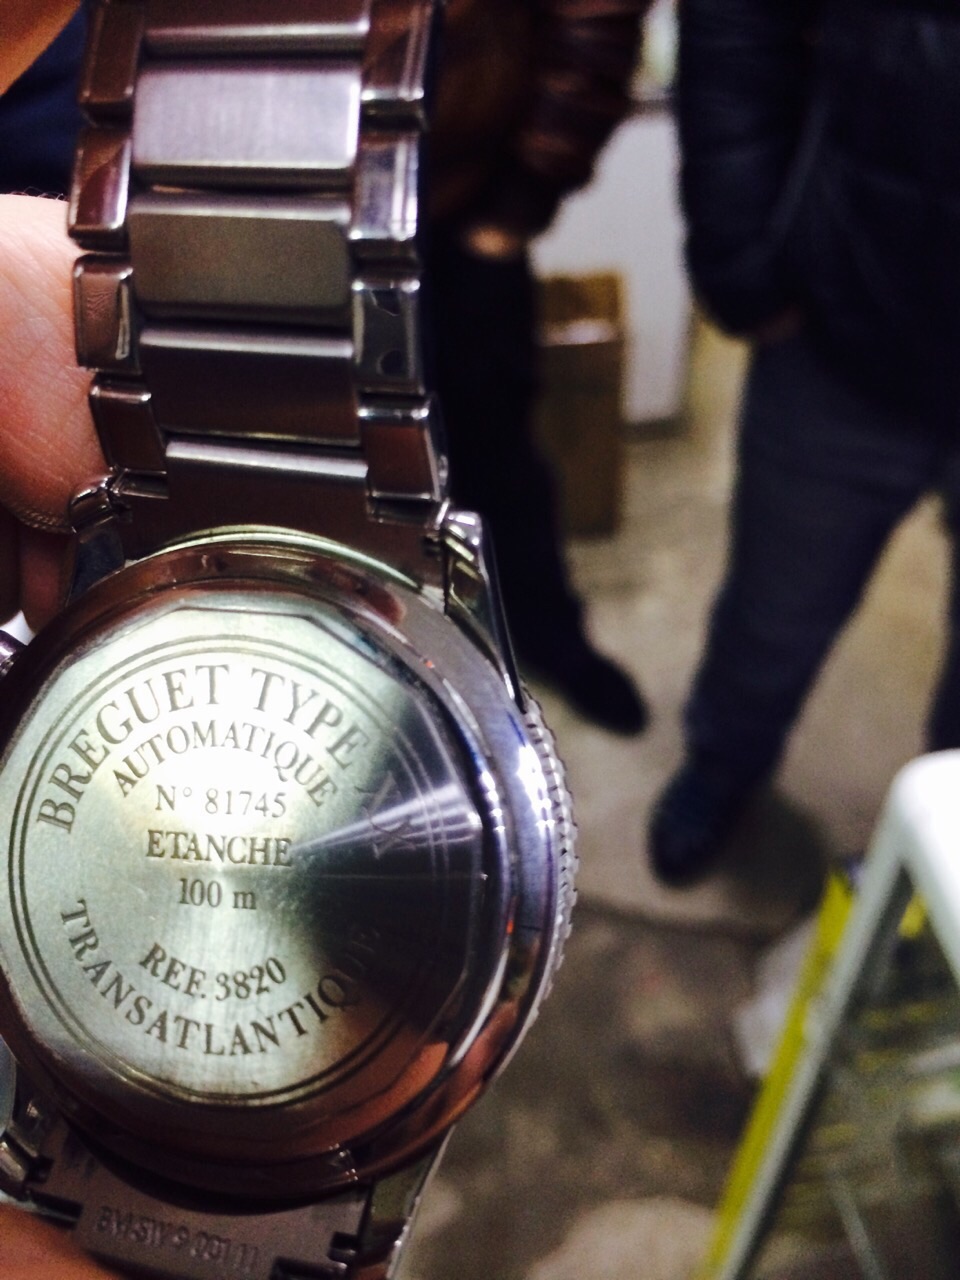 BREGUET TYPE XX
AUTOMATIQUE
N° 81745
ETANCHE
100 m
REF. 3820
TRANSATLANTIQUE